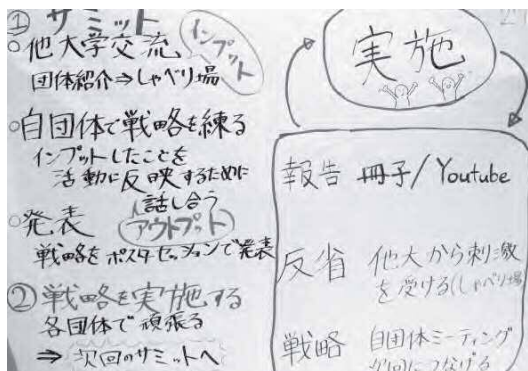 ① サミット
○他大学交流 インプット
団体紹介⇒しゃべり場
○自団体で戦略を練る
インプットしたことを
活動に反映するために
話し合う
○発表 アウトプット
戦略をポスターセッションで発表
②戦略を実施する
各団体で頑張る
⇒次回のサミットへ
実施
報告 冊子/Youtube
反省 他大から刺激
を受ける(しゃべり場)
戦略 自団体ミーティング
次回につなげる